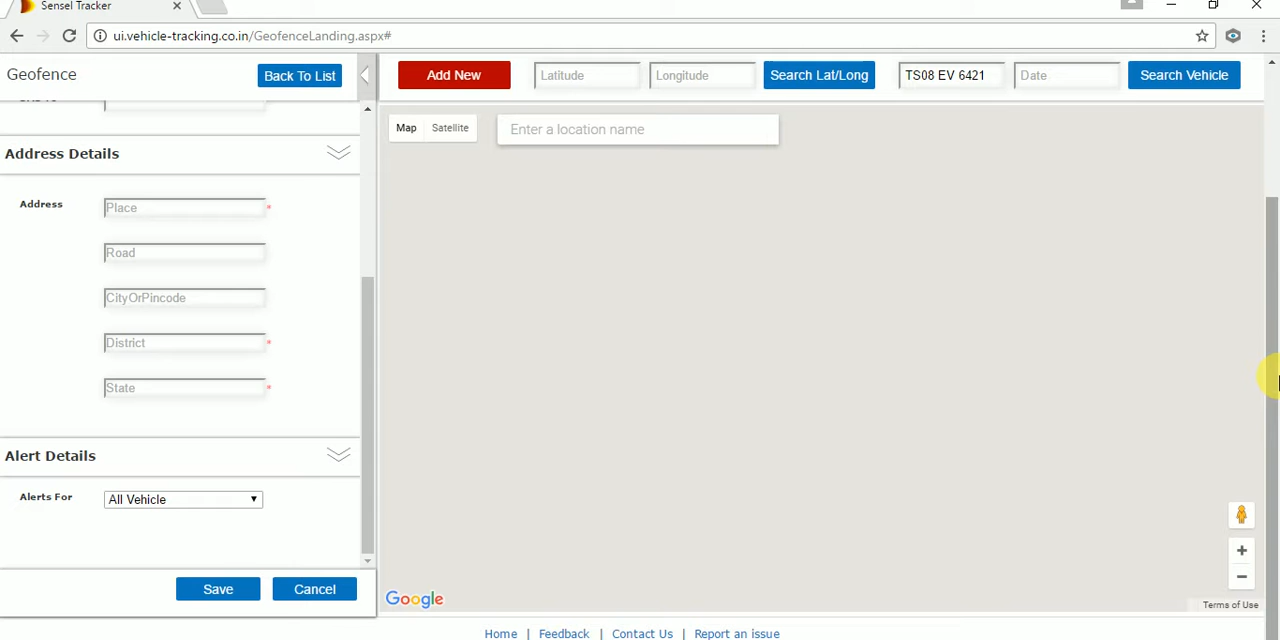 Sensel Tracker
ui.vehicle-tracking.co.in/GeofenceLanding.aspx#
Geofence
Back To List
Add New
Latitude
Longitude
Search Lat/Long
TS08 EV 6421
Date
Search Vehicle
Map
Satellite
Enter a location name
Address Details
Address
Place
*
Road
CityOrPincode
District
*
State
*
Alert Details
Alerts For
All Vehicle
Save
Cancel
Google
Terms of Use
Home | Feedback | Contact Us | Report an issue